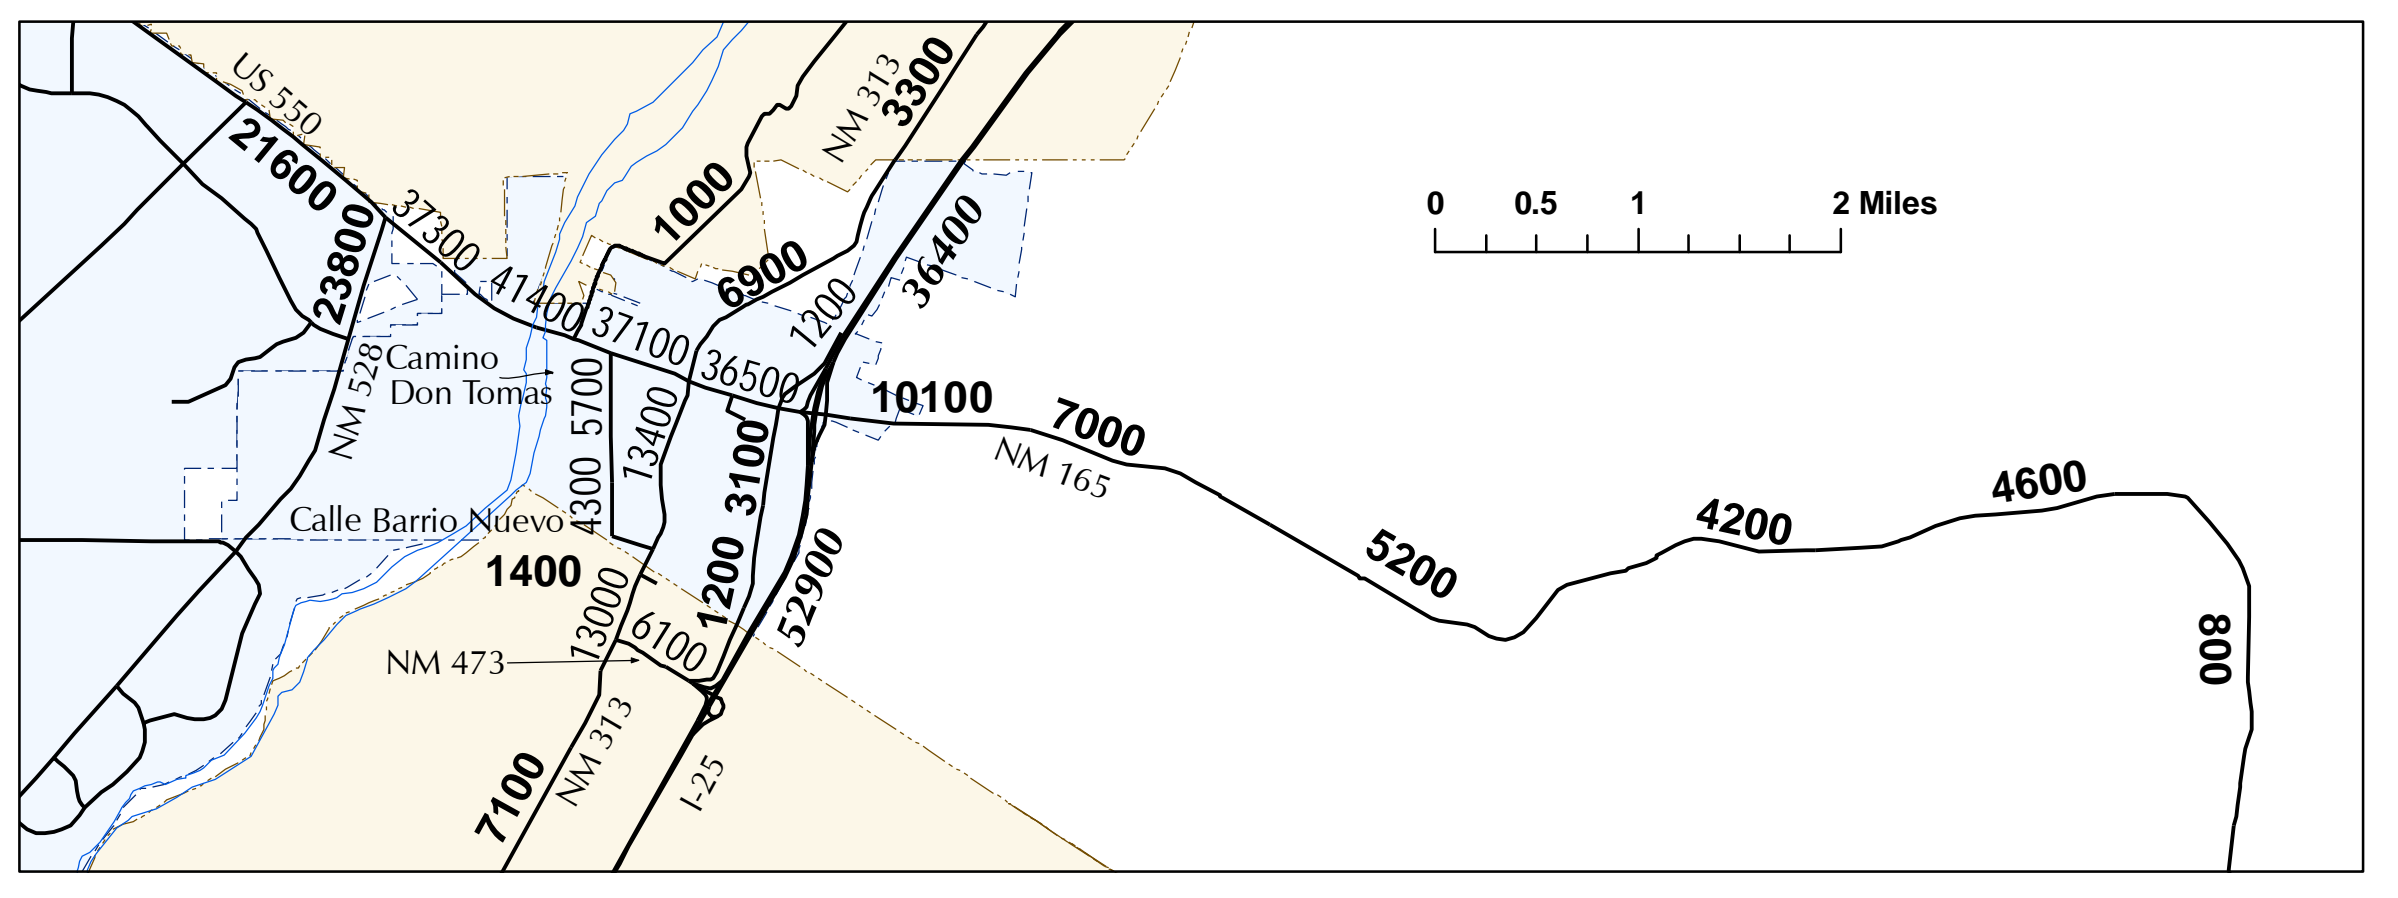 US 550
21600
23800
37300
41400
37100
36500
1000
NM 313
3300
6900
1200
36400
0 0.5 1 2 Miles
Camino
Don Tomas
NM 528
5700
4300
13400
3100
10100
7000
NM 165
5200
4200
4600
800
Calle Barrio Nuevo
1400
13000
1200
52900
6100
NM 473
7100
NM 313
I-25